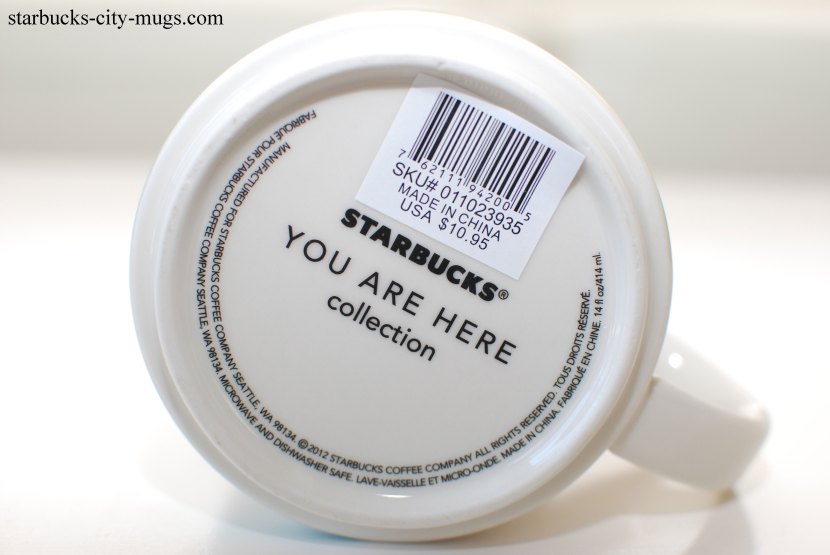 starbucks-city-mugs.com
7 62111 94200 5
SKU# 011023935
MADE IN CHINA
USA $10.95
STARBUCKS®
YOU ARE HERE
collection
MANUFACTURED FOR STARBUCKS COFFEE COMPANY SEATTLE, WA 98134. ©2012 STARBUCKS COFFEE COMPANY ALL RIGHTS RESERVED. TOUS DROITS RÉSERVÉ.
FABRIQUÉ POUR STARBUCKS COFFEE COMPANY SEATTLE, WA 98134. MICROWAVE AND DISHWASHER SAFE. LAVE-VAISSELLE ET MICRO-ONDE. MADE IN CHINA. FABRIQUÉ EN CHINE. 14 fl oz/414 ml.